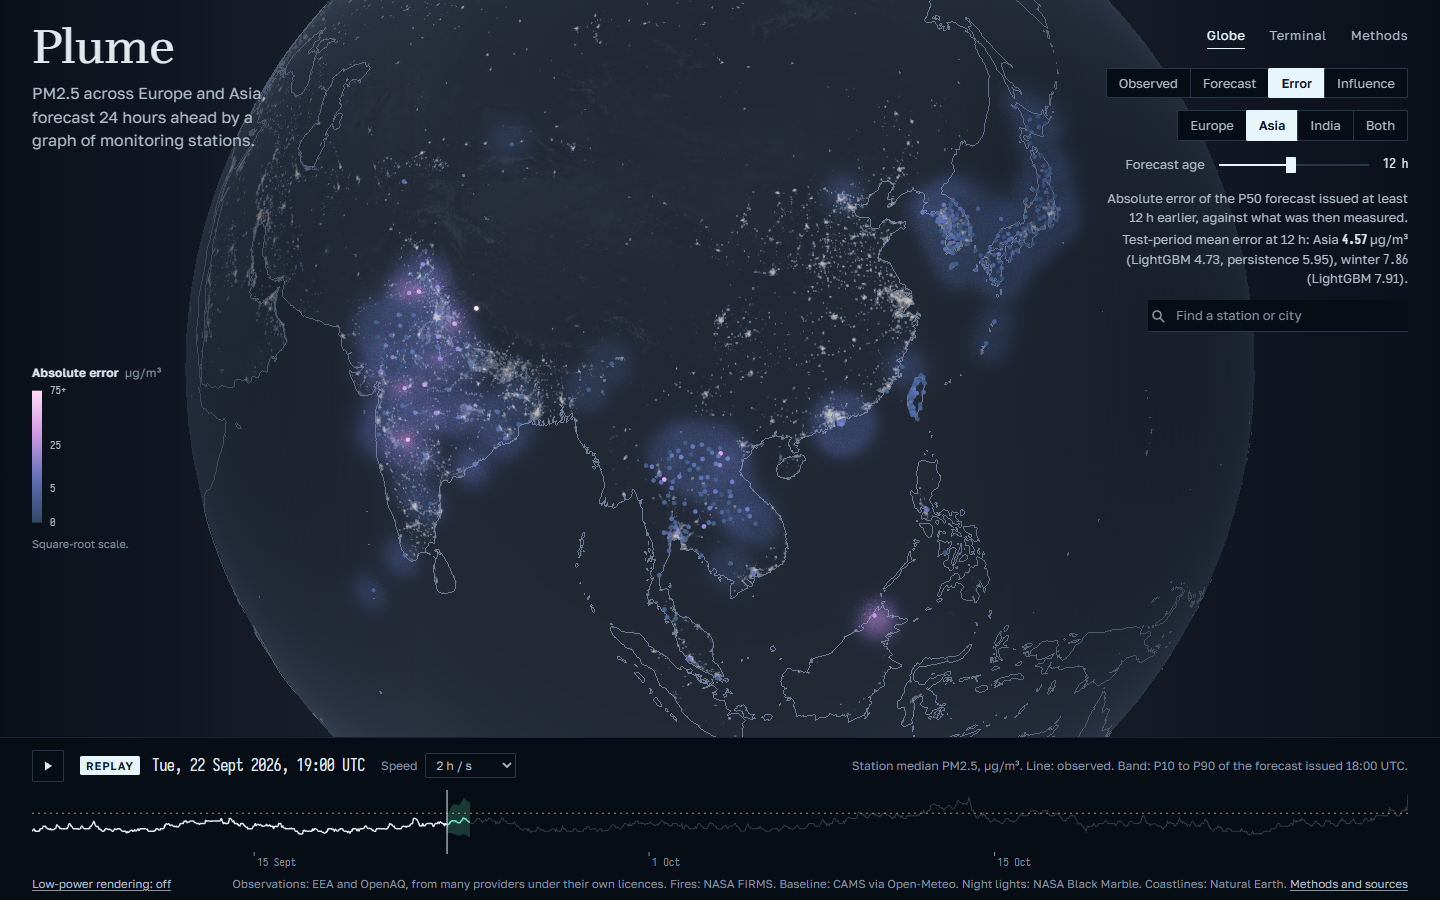 Plume
PM2.5 across Europe and Asia,
forecast 24 hours ahead by a
graph of monitoring stations.
Globe Terminal Methods
Observed Forecast Error Influence
Europe Asia India Both
Forecast age 12 h
Absolute error of the P50 forecast issued at least
12 h earlier, against what was then measured.
Test-period mean error at 12 h: Asia 4.57 µg/m³
(LightGBM 4.73, persistence 5.95), winter 7.86
(LightGBM 7.91).
Find a station or city
Absolute error µg/m³
75+
25
5
0
Square-root scale.
REPLAY Tue, 22 Sept 2026, 19:00 UTC Speed 2 h / s
Station median PM2.5, µg/m³. Line: observed. Band: P10 to P90 of the forecast issued 18:00 UTC.
15 Sept 1 Oct 15 Oct
Low-power rendering: off
Observations: EEA and OpenAQ, from many providers under their own licences. Fires: NASA FIRMS. Baseline: CAMS via Open-Meteo. Night lights: NASA Black Marble. Coastlines: Natural Earth. Methods and sources